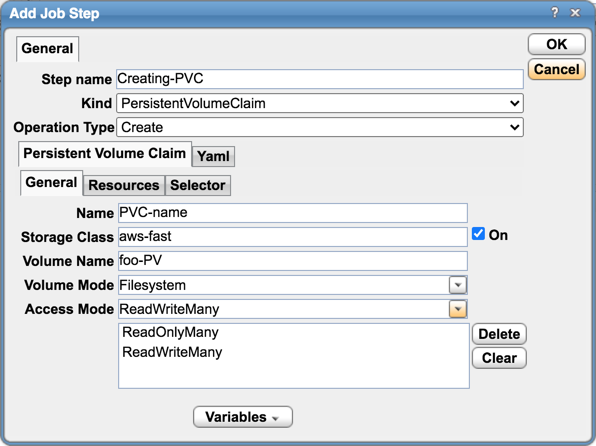 Add Job Step ? ×
General
OK
Cancel
Step name Creating-PVC
Kind PersistentVolumeClaim
Operation Type Create
Persistent Volume Claim Yaml
General Resources Selector
Name PVC-name
Storage Class aws-fast On
Volume Name foo-PV
Volume Mode Filesystem
Access Mode ReadWriteMany
ReadOnlyMany
ReadWriteMany
Delete
Clear
Variables